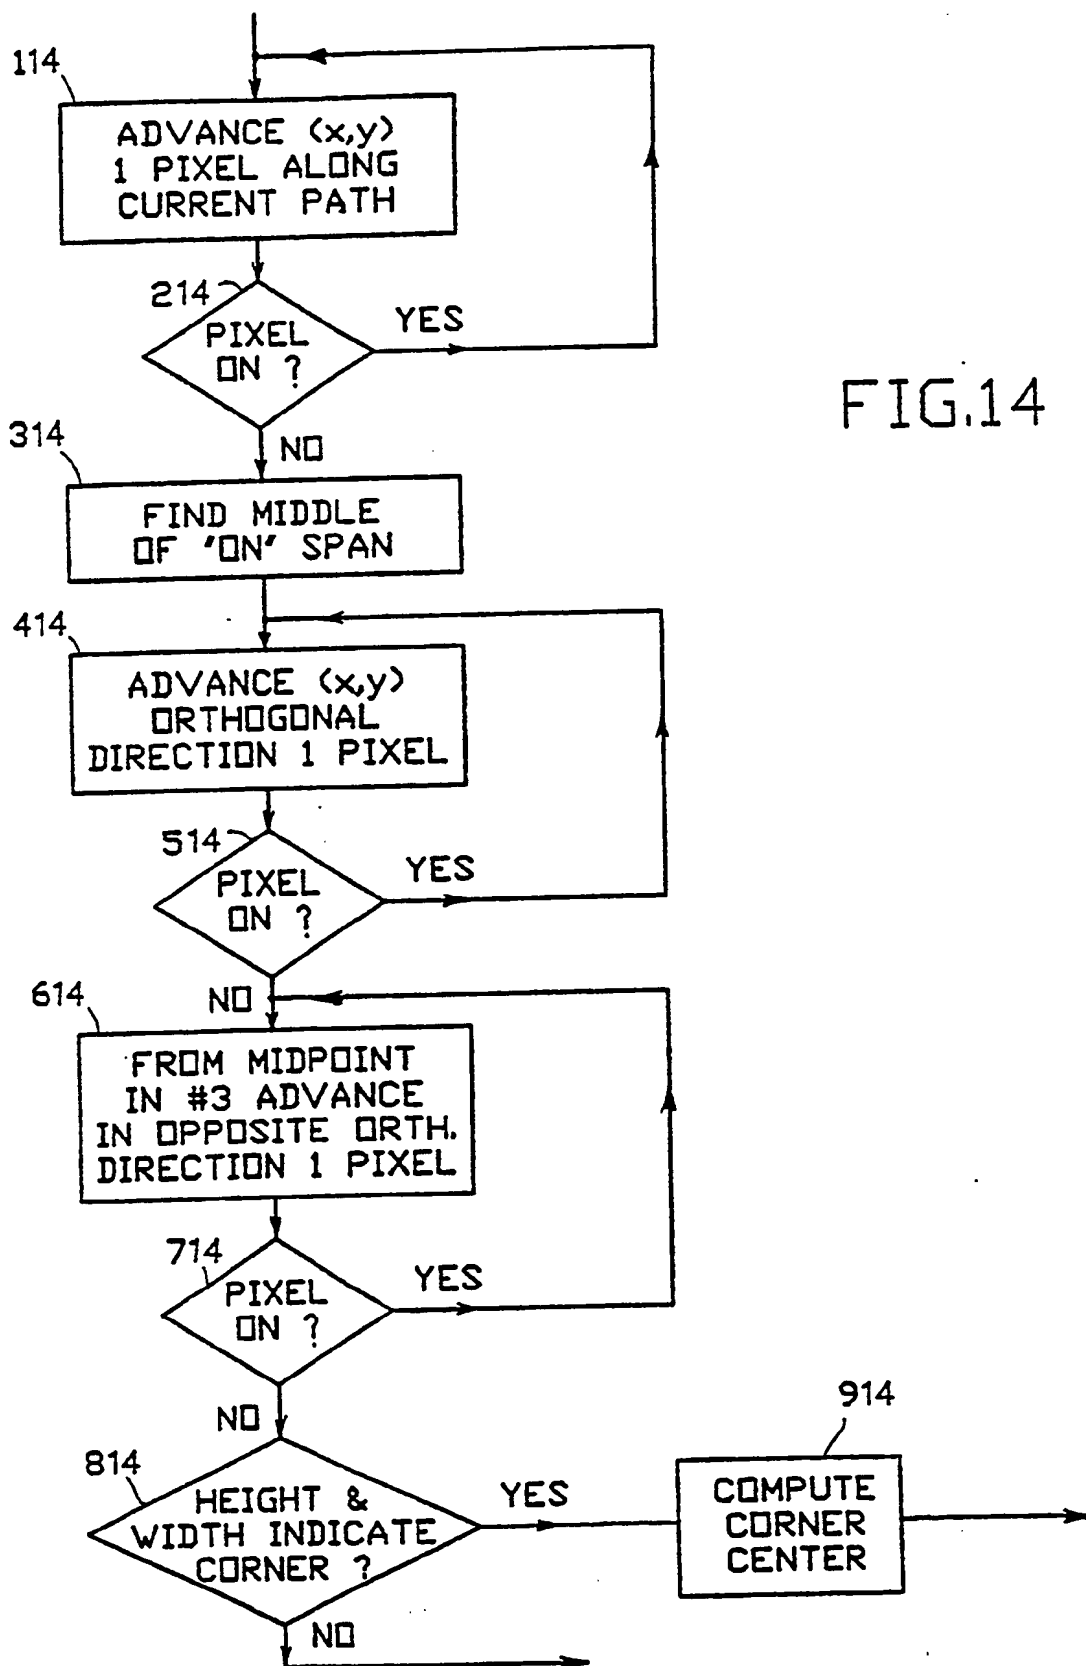 114
ADVANCE (x,y)
1 PIXEL ALONG
CURRENT PATH
214
PIXEL
ON ?
YES
NO
FIG.14
314
FIND MIDDLE
OF 'ON' SPAN
414
ADVANCE (x,y)
ORTHOGONAL
DIRECTION 1 PIXEL
514
PIXEL
ON ?
YES
NO
614
FROM MIDPOINT
IN #3 ADVANCE
IN OPPOSITE ORTH.
DIRECTION 1 PIXEL
714
PIXEL
ON ?
YES
NO
814
HEIGHT &
WIDTH INDICATE
CORNER ?
YES
NO
914
COMPUTE
CORNER
CENTER